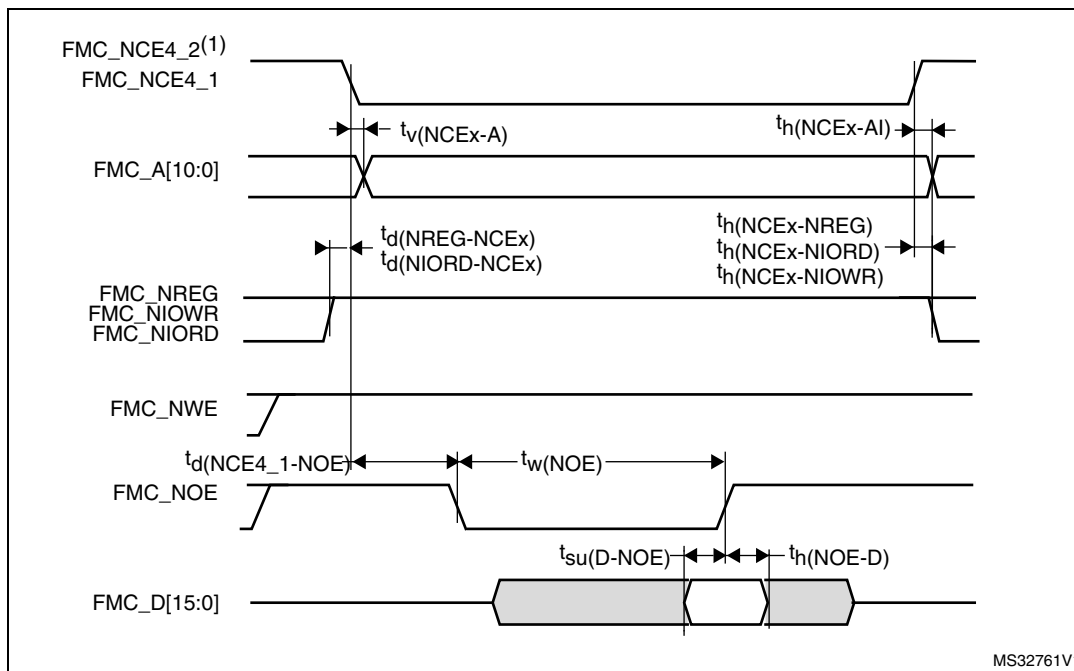 FMC_NCE4_2(1)
FMC_NCE4_1
tv(NCEx-A)
th(NCEx-AI)
FMC_A[10:0]
td(NREG-NCEx)
td(NIORD-NCEx)
th(NCEx-NREG)
th(NCEx-NIORD)
th(NCEx-NIOWR)
FMC_NREG
FMC_NIOWR
FMC_NIORD
FMC_NWE
td(NCE4_1-NOE)
tw(NOE)
FMC_NOE
tsu(D-NOE)
th(NOE-D)
FMC_D[15:0]
MS32761V